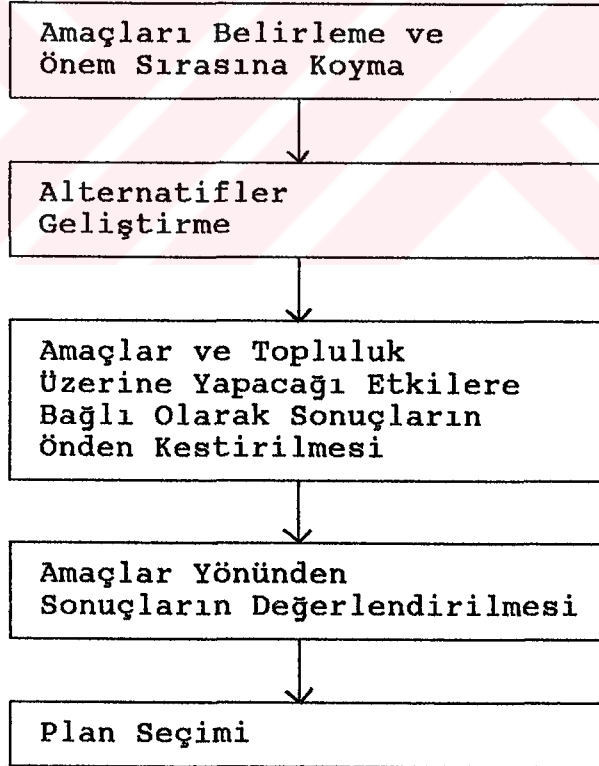 Amaçları Belirleme ve
Önem Sırasına Koyma
Alternatifler
Geliştirme
Amaçlar ve Topluluk
Üzerine Yapacağı Etkilere
Bağlı Olarak Sonuçların
Önden Kestirilmesi
Amaçlar Yönünden
Sonuçların Değerlendirilmesi
Plan Seçimi